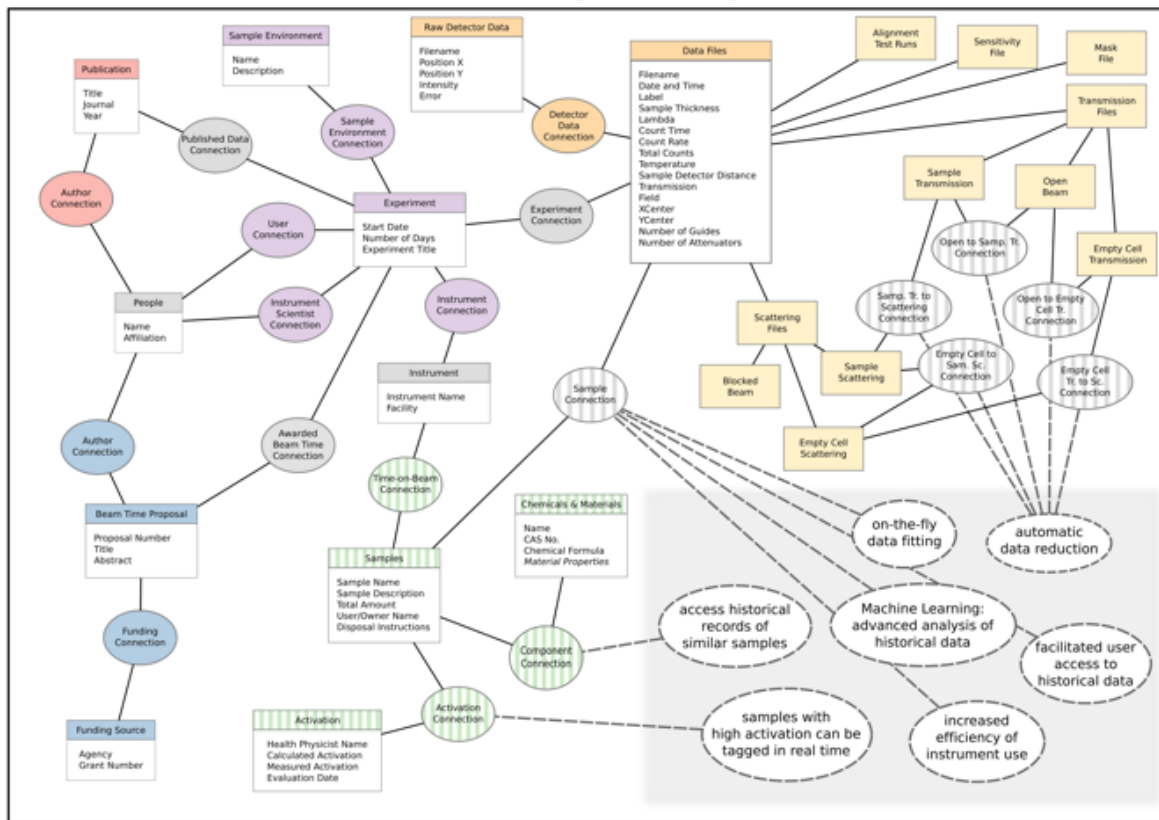 Sample Environment
Name
Description
Raw Detector Data
Filename
Position X
Position Y
Intensity
Error
Data Files
Filename
Date and Time
Label
Sample Thickness
Lambda
Count Time
Count Rate
Total Counts
Temperature
Sample Detector Distance
Transmission
Field
XCenter
YCenter
Number of Guides
Number of Attenuators
Alignment
Test Runs
Sensitivity
File
Mask
File
Transmission
Files
Publication
Title
Journal
Year
Published Data
Connection
Sample
Environment
Connection
Detector
Data
Connection
Sample
Transmission
Open
Beam
Author
Connection
User
Connection
Experiment
Start Date
Number of Days
Experiment Title
Experiment
Connection
Open to Samp. Tr.
Connection
Empty Cell
Transmission
People
Name
Affiliation
Instrument
Scientist
Connection
Instrument
Connection
Samp. Tr. to
Scattering
Connection
Open to Empty
Cell Tr.
Connection
Scattering
Files
Instrument
Instrument Name
Facility
Sample
Connection
Blocked
Beam
Sample
Scattering
Empty Cell to
Sam. Sc.
Connection
Empty Cell
Tr. to Sc.
Connection
Author
Connection
Awarded
Beam Time
Connection
Empty Cell
Scattering
Time-on-Beam
Connection
Beam Time Proposal
Proposal Number
Title
Abstract
Chemicals & Materials
Name
CAS No.
Chemical Formula
Material Properties
on-the-fly
data fitting
automatic
data reduction
Samples
Sample Name
Sample Description
Total Amount
User/Owner Name
Disposal Instructions
access historical
records of
similar samples
Machine Learning:
advanced analysis of
historical data
facilitated user
access to
historical data
Funding
Connection
Component
Connection
Activation
Connection
samples with
high activation can be
tagged in real time
increased
efficiency of
instrument use
Funding Source
Agency
Grant Number
Activation
Health Physicist Name
Calculated Activation
Measured Activation
Evaluation Date